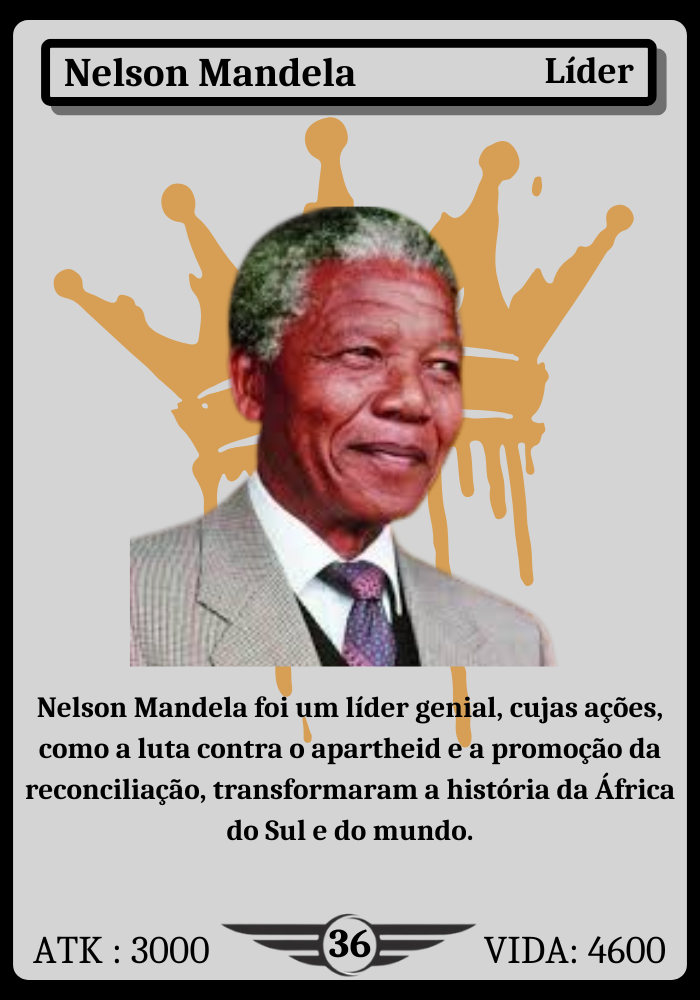 Nelson Mandela Líder
Nelson Mandela foi um líder genial, cujas ações,
como a luta contra o apartheid e a promoção da
reconciliação, transformaram a história da África
do Sul e do mundo.
ATK : 3000 36 VIDA: 4600